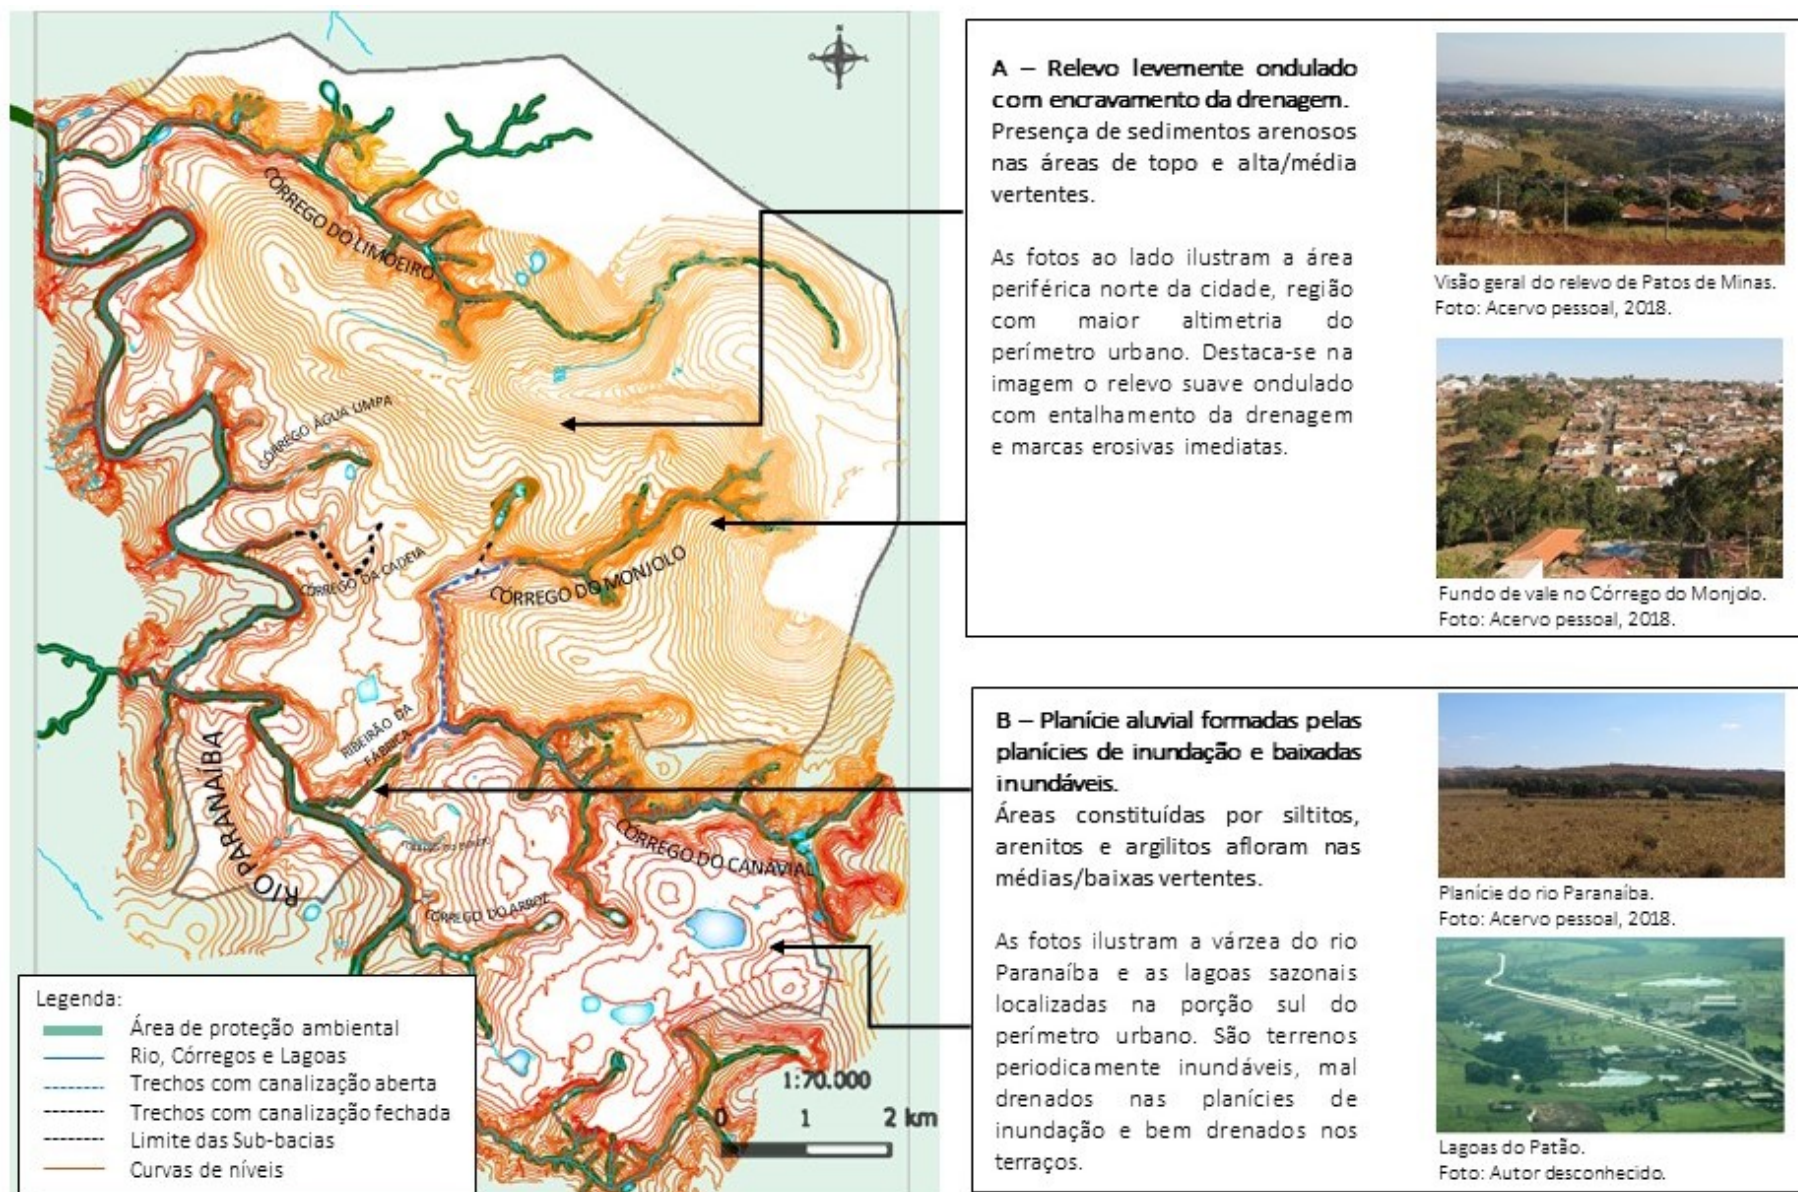 CÓRREGO DO LIMOEIRO
CÓRREGO ÁGUA LIMPA
CÓRREGO DA CADEIA
CÓRREGO DO MONJOLO
RIBEIRÃO DA
FÁBRICA
RIO PARANAÍBA
CÓRREGO DO CANAVIAL
CÓRREGO DO ARROZ
1:70.000
0 1 2 km
Legenda:
Área de proteção ambiental
Rio, Córregos e Lagoas
Trechos com canalização aberta
Trechos com canalização fechada
Limite das Sub-bacias
Curvas de níveis
A – Relevo levemente ondulado
com encravamento da drenagem.
Presença de sedimentos arenosos
nas áreas de topo e alta/média
vertentes.
As fotos ao lado ilustram a área
periférica norte da cidade, região
com maior altimetria do
perímetro urbano. Destaca-se na
imagem o relevo suave ondulado
com entalhamento da drenagem
e marcas erosivas imediatas.
Visão geral do relevo de Patos de Minas.
Foto: Acervo pessoal, 2018.
Fundo de vale no Córrego do Monjolo.
Foto: Acervo pessoal, 2018.
B – Planície aluvial formadas pelas
planícies de inundação e baixadas
inundáveis.
Áreas constituídas por siltitos,
arenitos e argilitos afloram nas
médias/baixas vertentes.
As fotos ilustram a várzea do rio
Paranaíba e as lagoas sazonais
localizadas na porção sul do
perímetro urbano. São terrenos
periodicamente inundáveis, mal
drenados nas planícies de
inundação e bem drenados nos
terraços.
Planície do rio Paranaíba.
Foto: Acervo pessoal, 2018.
Lagoas do Patão.
Foto: Autor desconhecido.